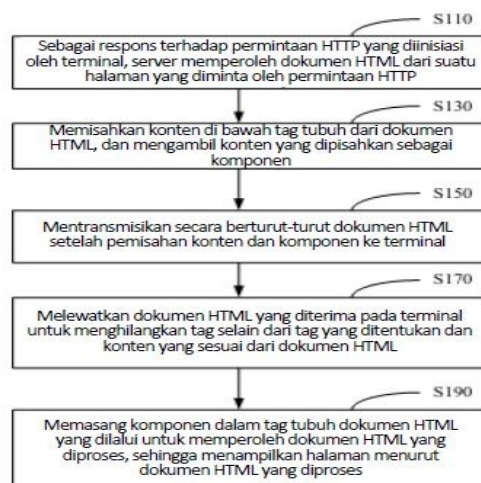 S110
Sebagai respons terhadap permintaan HTTP yang diinisiasi
oleh terminal, server memperoleh dokumen HTML dari suatu
halaman yang diminta oleh permintaan HTTP
S130
Memisahkan konten di bawah tag tubuh dari dokumen
HTML, dan mengambil konten yang dipisahkan sebagai
komponen
S150
Mentransmisikan secara berturut-turut dokumen HTML
setelah pemisahan konten dan komponen ke terminal
S170
Melewatkan dokumen HTML yang diterima pada terminal
untuk menghilangkan tag selain dari tag yang ditentukan dan
konten yang sesuai dari dokumen HTML
S190
Memasang komponen dalam tag tubuh dokumen HTML
yang dilalui untuk memperoleh dokumen HTML yang
diproses, sehingga menampilkan halaman menurut
dokumen HTML yang diproses